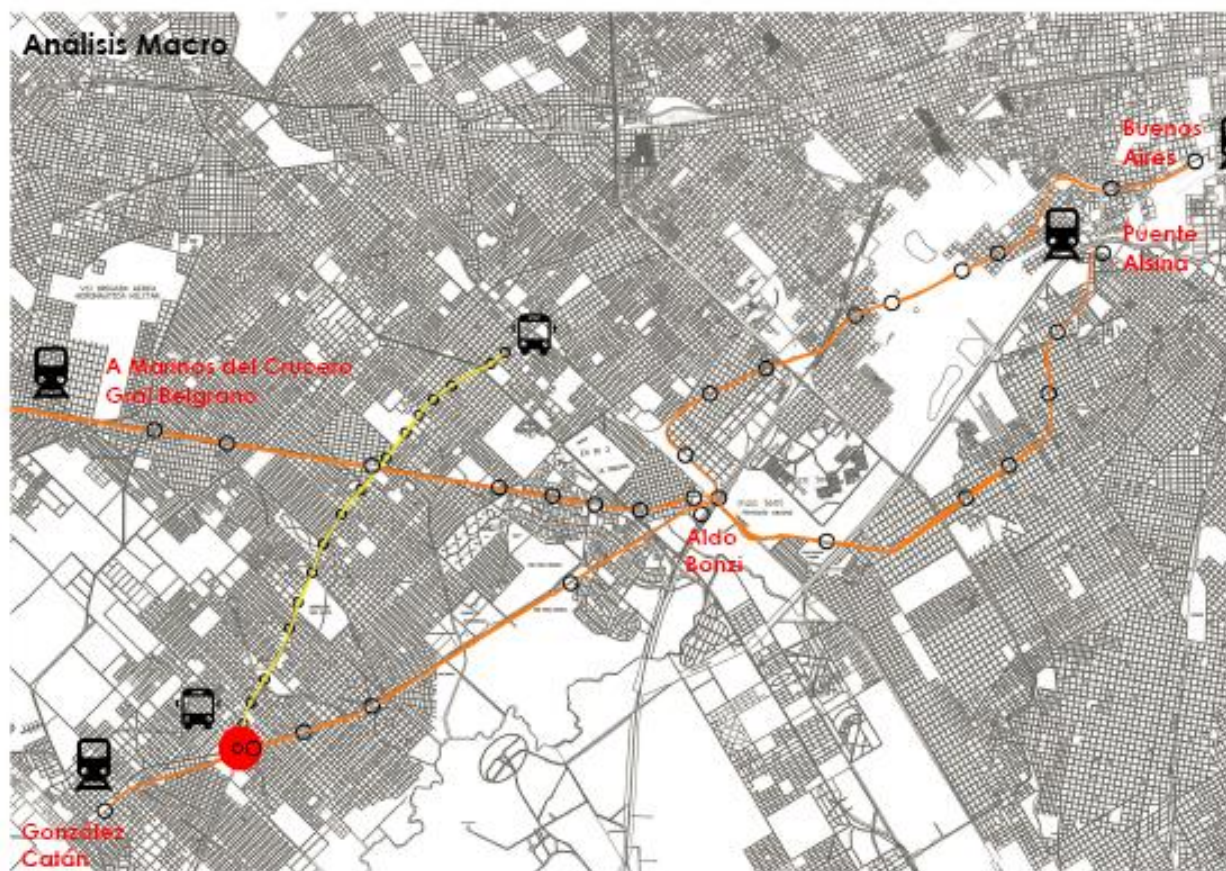 Análisis Macro
Buenos
Aires
Puente
Alsina
A Marinos del Crucero
Gral Belgrano
Aldo
Bonzi
González
Catán